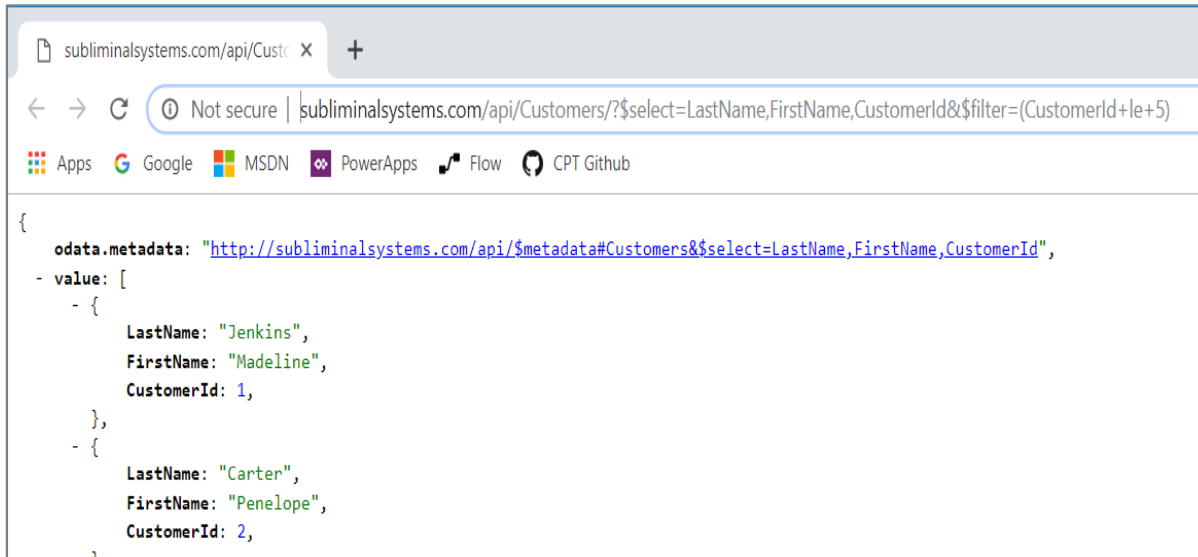 subliminalsystems.com/api/Custo
Not secure | subliminalsystems.com/api/Customers/?$select=LastName,FirstName,CustomerId&$filter=(CustomerId+le+5)
Apps Google MSDN PowerApps Flow CPT Github
{
odata.metadata: "http://subliminalsystems.com/api/$metadata#Customers&$select=LastName,FirstName,CustomerId",
- value: [
- {
LastName: "Jenkins",
FirstName: "Madeline",
CustomerId: 1,
},
- {
LastName: "Carter",
FirstName: "Penelope",
CustomerId: 2,
}